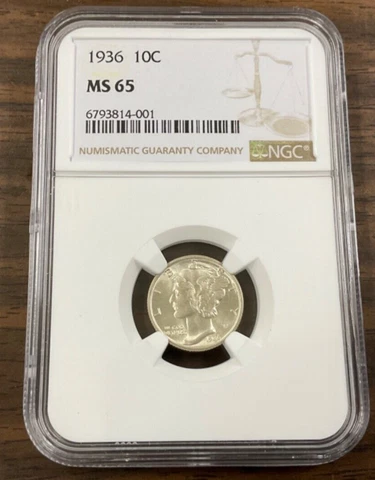 1936 10C
MS 65
6793814-001
NUMISMATIC GUARANTY COMPANY
NGC®